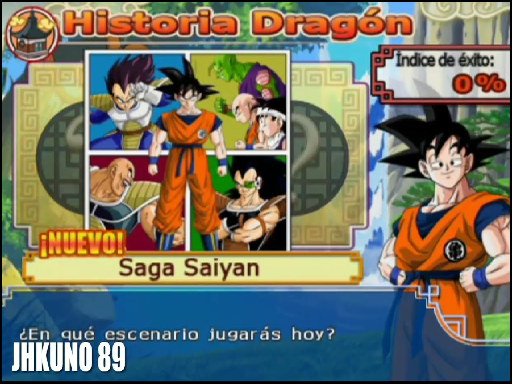 Historia Dragón
Índice de éxito:
0%
¡NUEVO!
Saga Saiyan
¿En qué escenario jugarás hoy?
JHKUNO 89